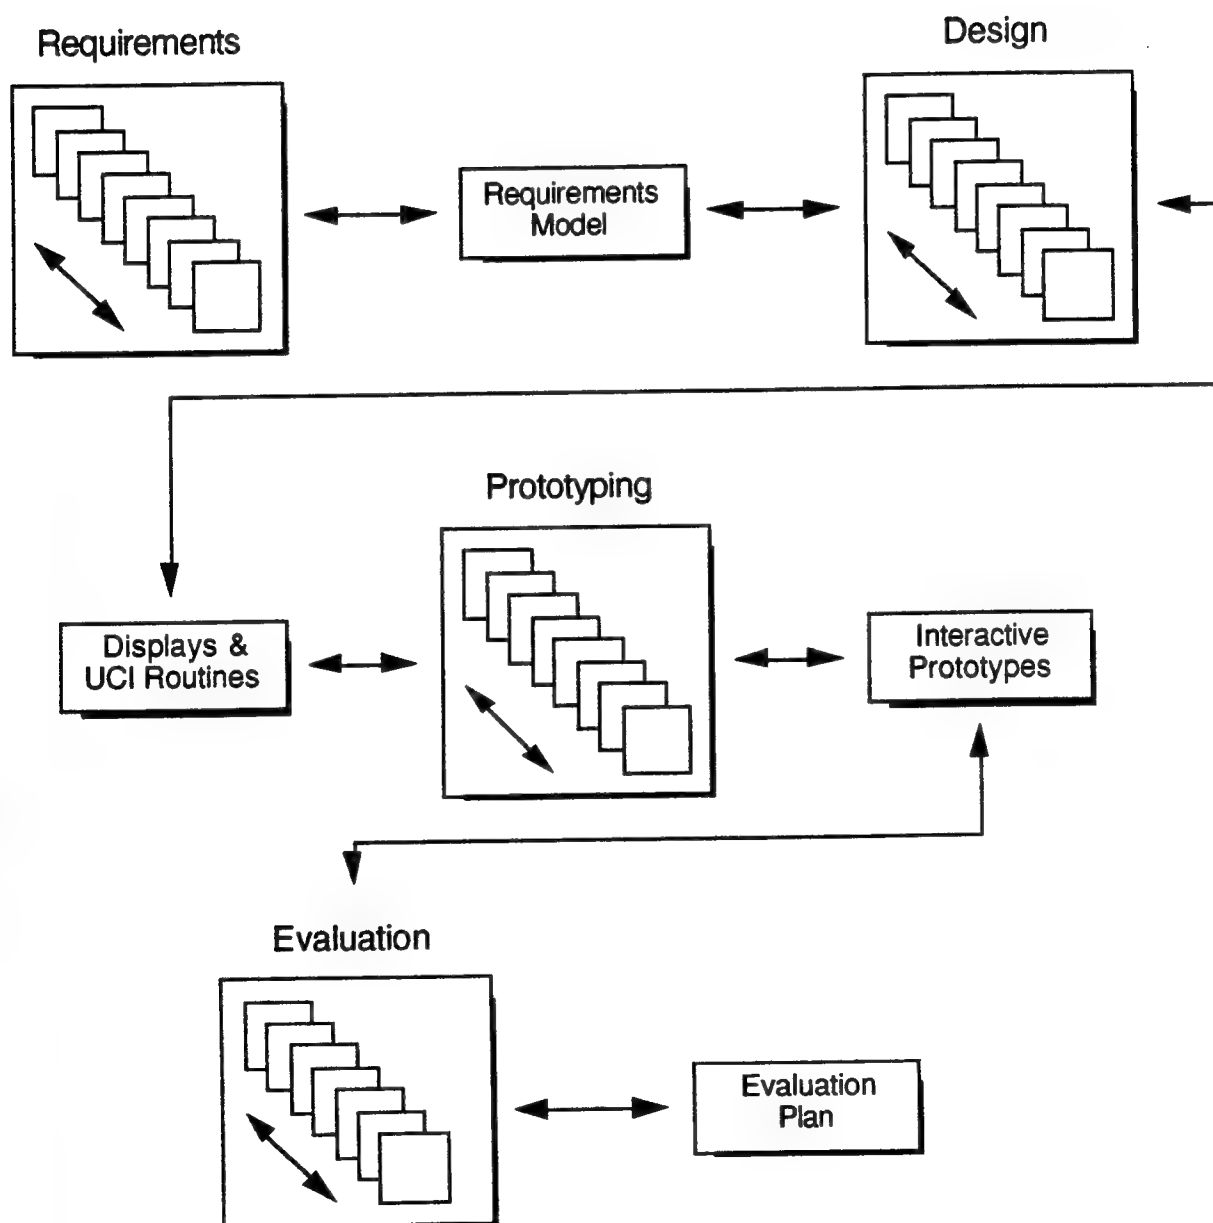 Requirements
Design
Requirements
Model
Prototyping
Displays &
UCI Routines
Interactive
Prototypes
Evaluation
Evaluation
Plan